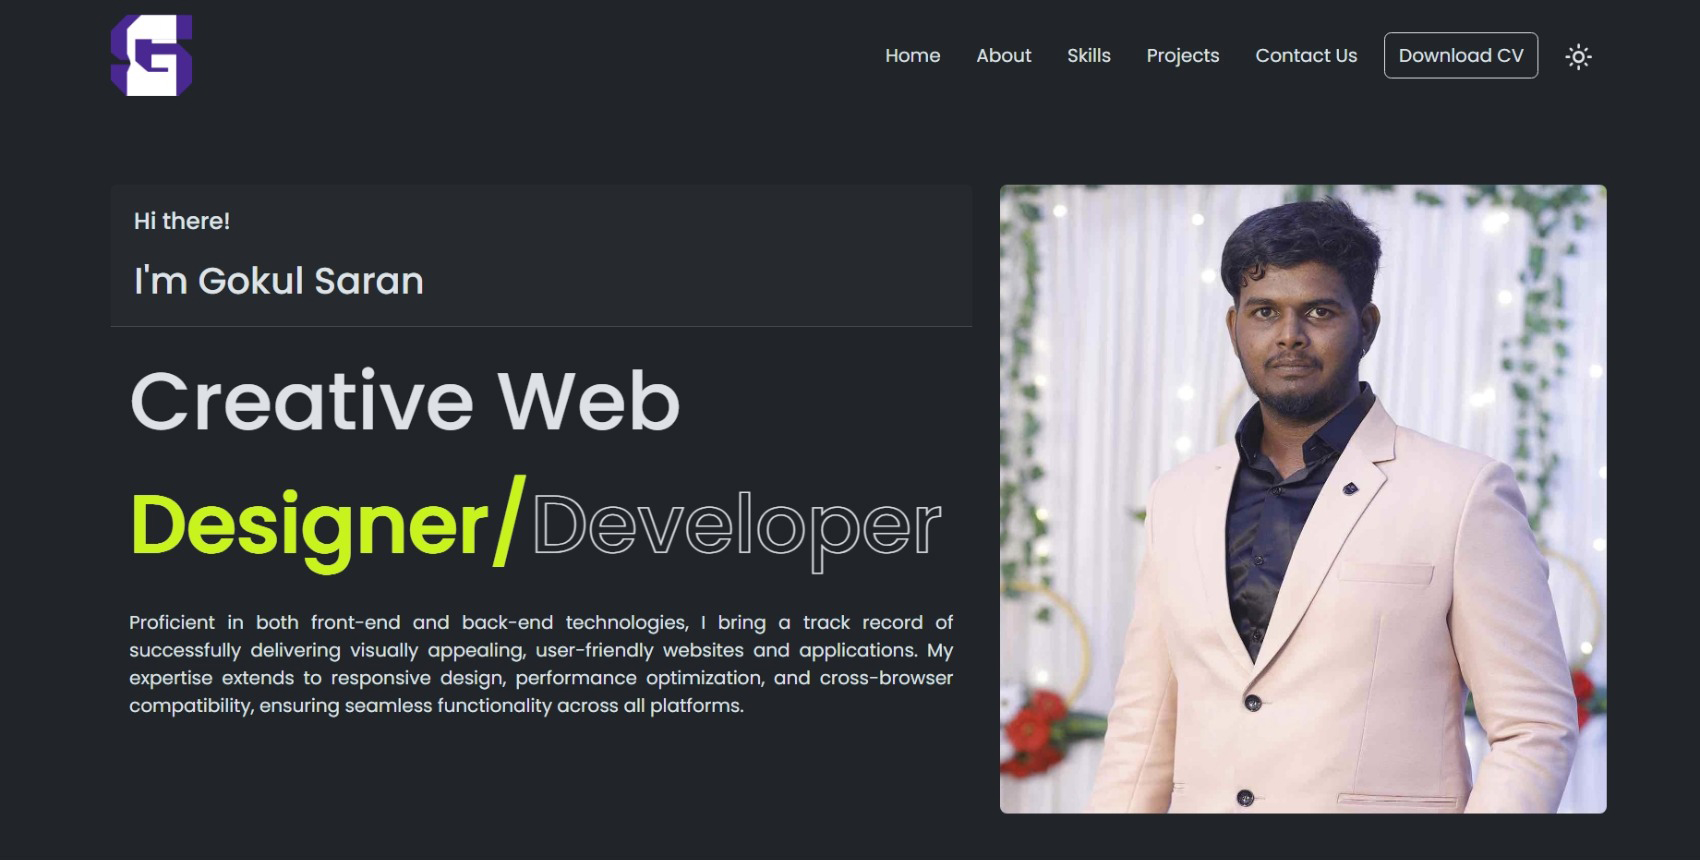 SG
Home About Skills Projects Contact Us Download CV
Hi there!
I'm Gokul Saran
Creative Web
Designer/Developer
Proficient in both front-end and back-end technologies, I bring a track record of
successfully delivering visually appealing, user-friendly websites and applications. My
expertise extends to responsive design, performance optimization, and cross-browser
compatibility, ensuring seamless functionality across all platforms.